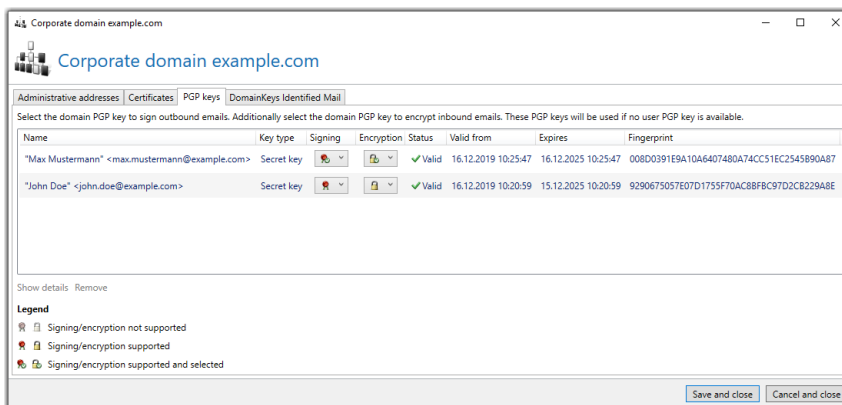 Corporate domain example.com
Corporate domain example.com
Administrative addresses Certificates PGP keys DomainKeys Identified Mail
Select the domain PGP key to sign outbound emails. Additionally select the domain PGP key to encrypt inbound emails. These PGP keys will be used if no user PGP key is available.
Name Key type Signing Encryption Status Valid from Expires Fingerprint
"Max Mustermann" <max.mustermann@example.com> Secret key Valid 16.12.2019 10:25:47 16.12.2025 10:25:47 008D0391E9A10A6407480A74CC51EC2545B90A87
"John Doe" <john.doe@example.com> Secret key Valid 16.12.2019 10:20:59 15.12.2025 10:20:59 9290675057E07D1755F70AC8BFBC97D2CB229A8E
Show details Remove
Legend
Signing/encryption not supported
Signing/encryption supported
Signing/encryption supported and selected
Save and close Cancel and close